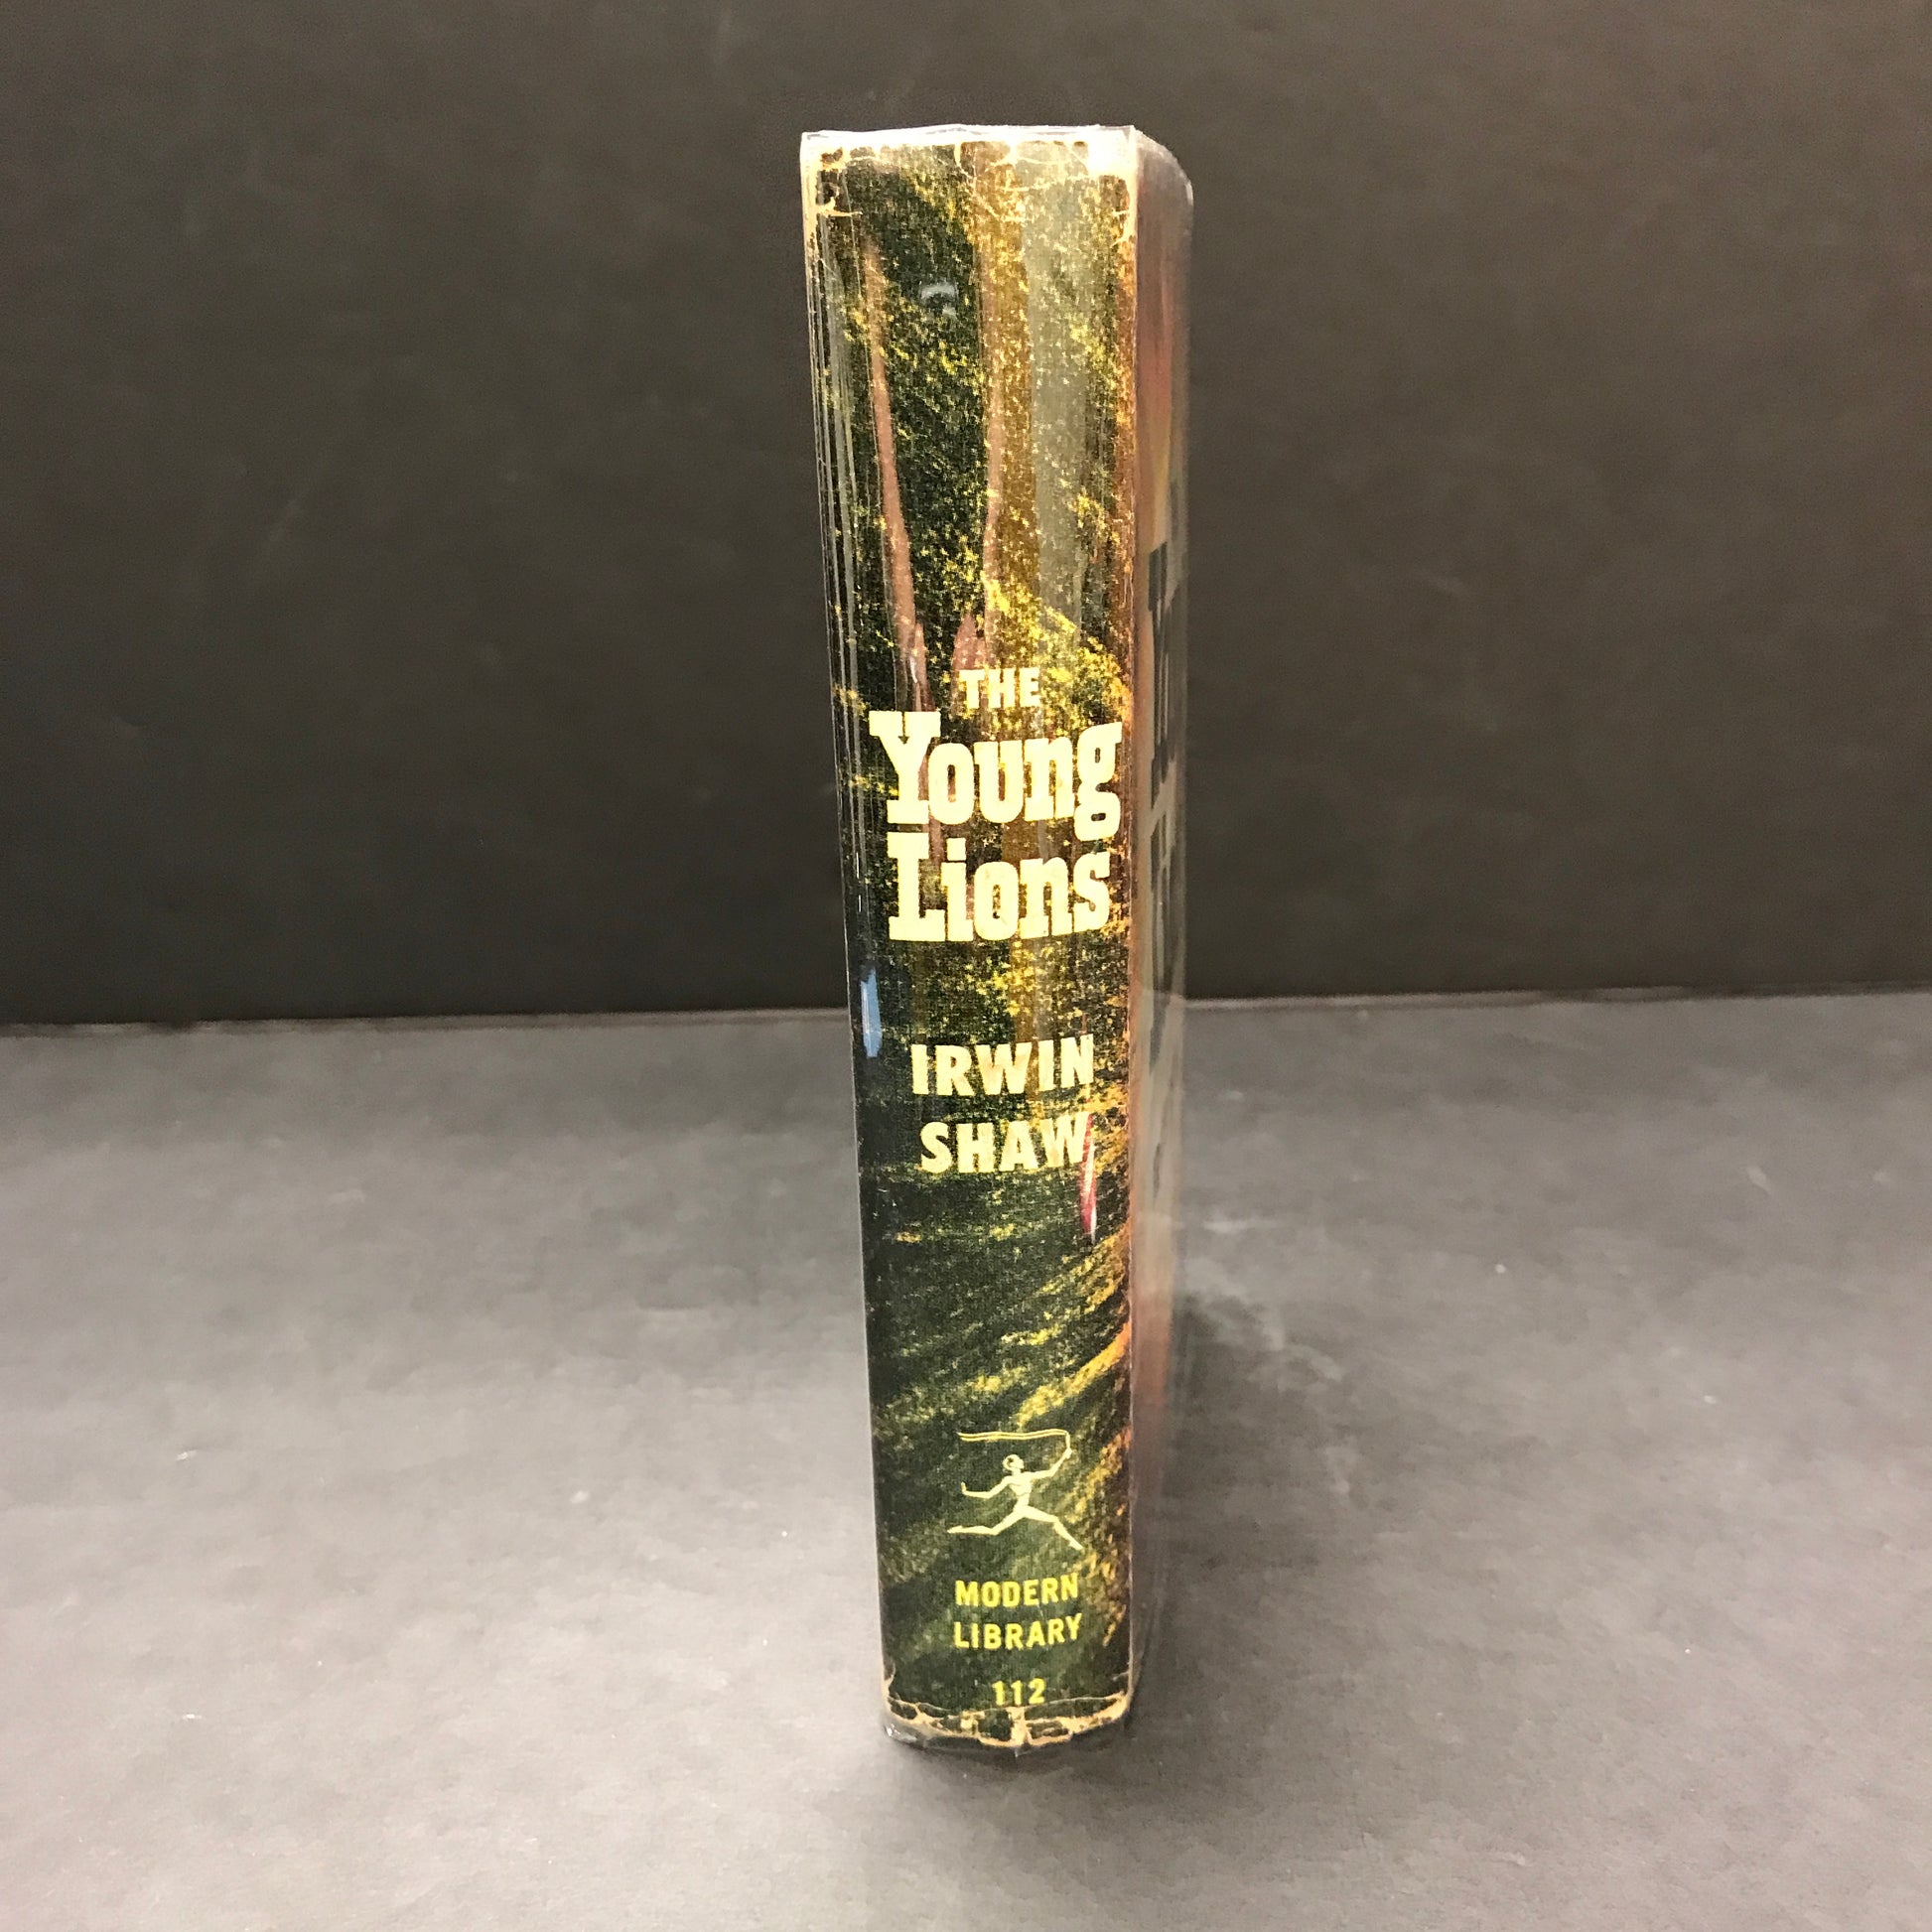 THE
Young
Lions
IRWIN
SHAW
MODERN
LIBRARY
112